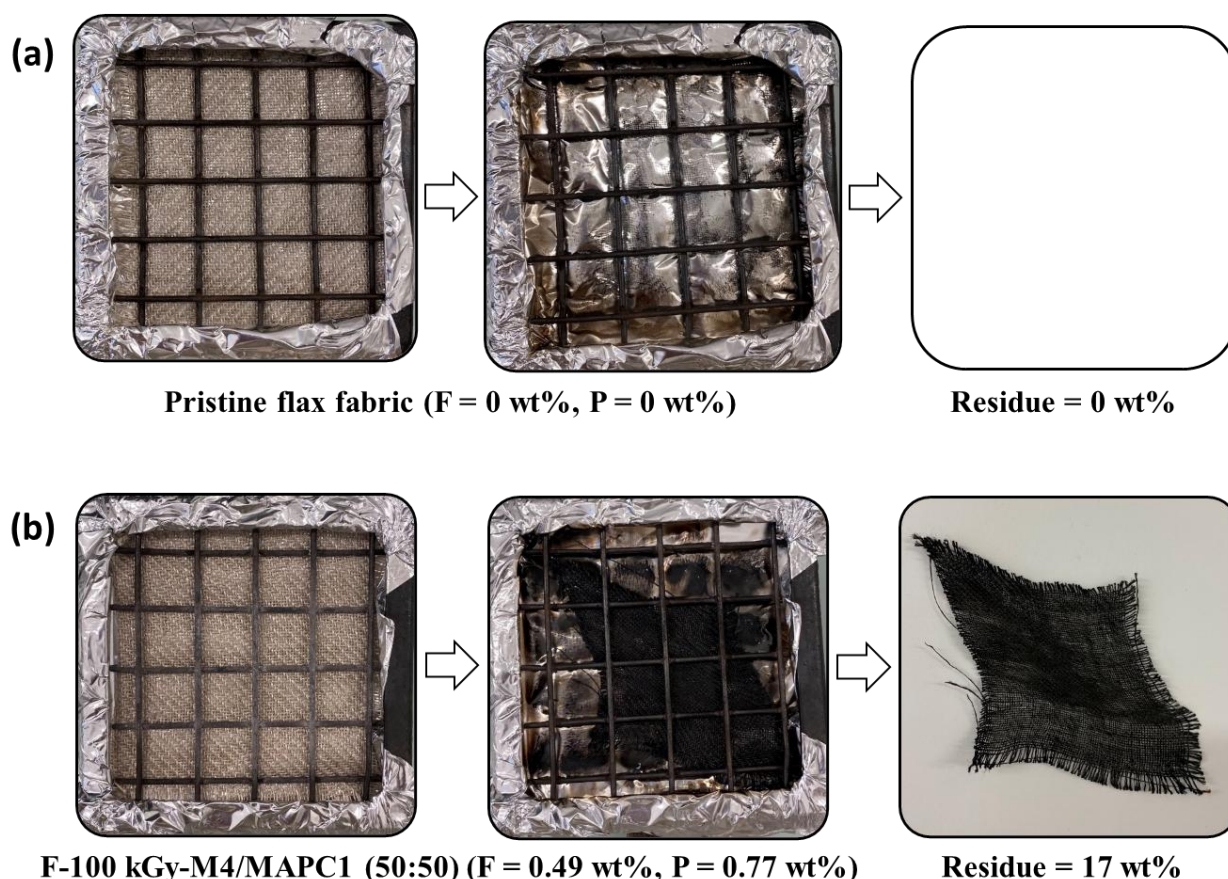 (a)
Pristine flax fabric (F = 0 wt%, P = 0 wt%)
Residue = 0 wt%
(b)
F-100 kGy-M4/MAPC1 (50:50) (F = 0.49 wt%, P = 0.77 wt%)
Residue = 17 wt%